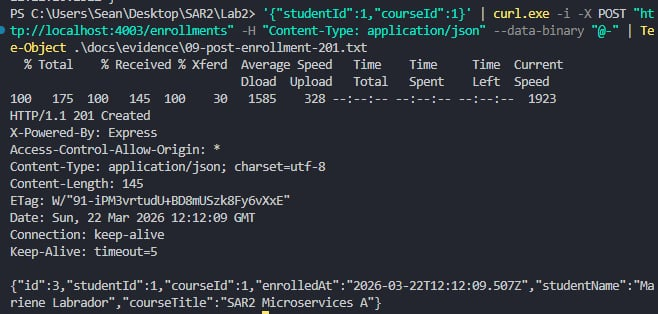 PS C:\Users\Sean\Desktop\SAR2\Lab2> '{"studentId":1,"courseId":1}' | curl.exe -i -X POST "ht
tp://localhost:4003/enrollments" -H "Content-Type: application/json" --data-binary "@-" | Te
e-Object .\docs\evidence\09-post-enrollment-201.txt
  % Total    % Received % Xferd  Average Speed   Time    Time     Time  Current
                                 Dload  Upload   Total   Spent    Left  Speed
100   175  100   145  100    30   1585    328 --:--:-- --:--:-- --:--:--  1923
HTTP/1.1 201 Created
X-Powered-By: Express
Access-Control-Allow-Origin: *
Content-Type: application/json; charset=utf-8
Content-Length: 145
ETag: W/"91-iPM3vrtudU+BD8mUSzk8Fy6vXxE"
Date: Sun, 22 Mar 2026 12:12:09 GMT
Connection: keep-alive
Keep-Alive: timeout=5
{"id":3,"studentId":1,"courseId":1,"enrolledAt":"2026-03-22T12:12:09.507Z","studentName":"Ma
riene Labrador","courseTitle":"SAR2 Microservices A"}